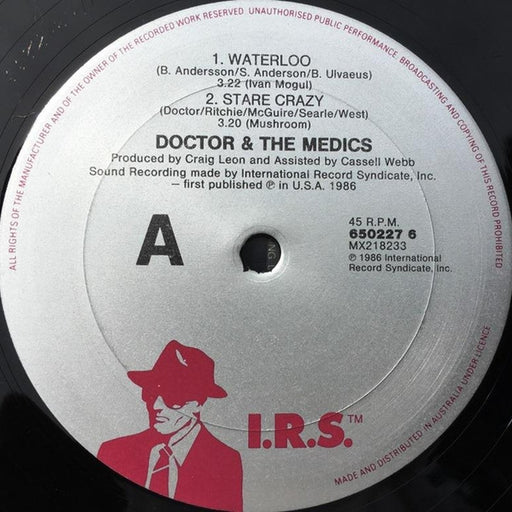 ALL RIGHTS OF THE MANUFACTURER AND OF THE OWNER OF THE RECORDED WORK RESERVED. UNAUTHORISED PUBLIC PERFORMANCE, BROADCASTING AND COPYING OF THIS RECORD PROHIBITED
1. WATERLOO
(B. Andersson/S. Anderson/B. Ulvaeus)
3.22 (Ivan Mogul)
2. STARE CRAZY
(Doctor/Ritchie/McGuire/Searle/West)
3.20 (Mushroom)
DOCTOR & THE MEDICS
Produced by Craig Leon and Assisted by Cassell Webb
Sound Recording made by International Record Syndicate, Inc.
– first published ℗ in U.S.A. 1986
A
45 R.P.M.
650227 6
MX218233
℗ 1986 International
Record Syndicate, Inc.
I.R.S.™
MADE AND DISTRIBUTED IN AUSTRALIA UNDER LICENCE